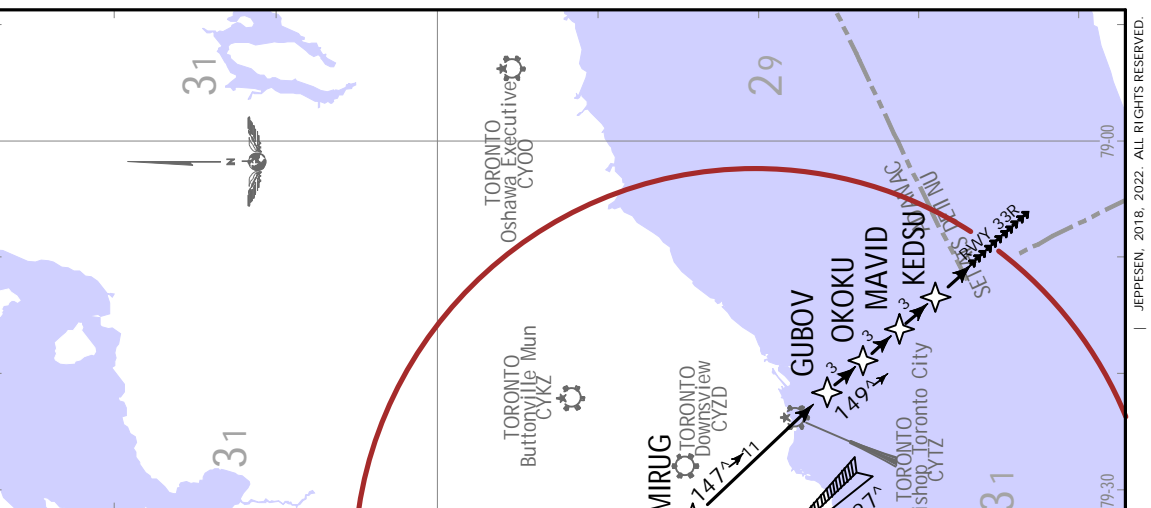 31
29
N
TORONTO
Oshawa Executive
CYOO
79-00
JEPPESEN, 2018, 2022. ALL RIGHTS RESERVED.
RWY 33R
KEDSU
MAVID
OKOKU
GUBOV
3
3
3
149^
TORONTO
Buttonville Mun
CYKZ
TORONTO
Downsview
CYZD
TORONTO
ishop Toronto City
CYTZ
31
MIRUG
147^
11
37^
31
79-30